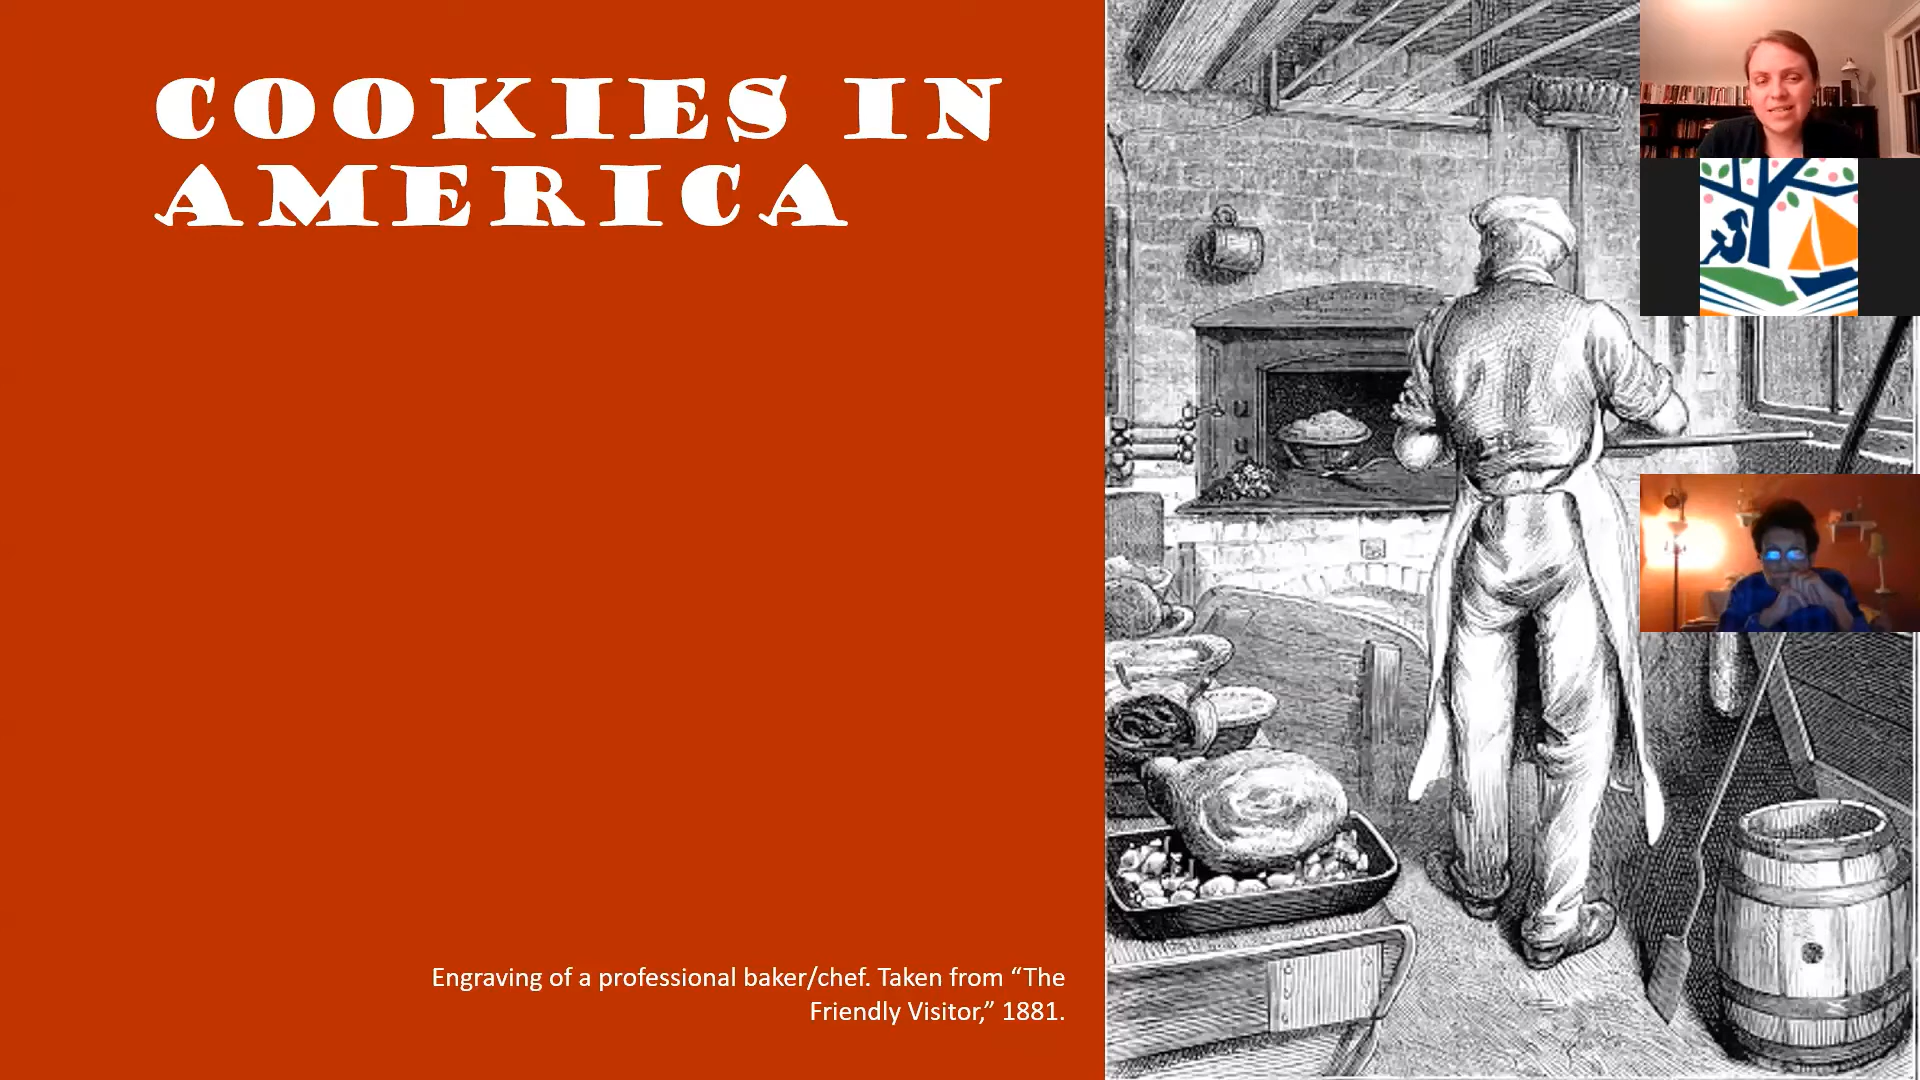 COOKIES IN
AMERICA
Engraving of a professional baker/chef. Taken from “The
Friendly Visitor,” 1881.